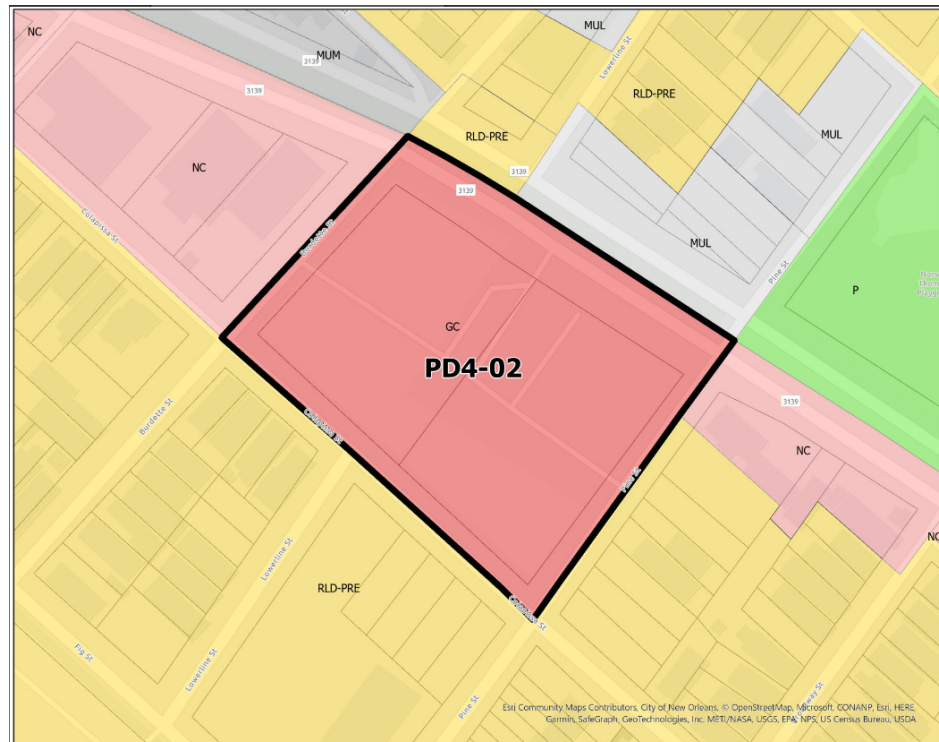 NC
MUL
MUM
3139
Lowerline St
3139
RLD-PRE
RLD-PRE
MUL
3139
NC
3139
Colapissa St
Burdette St
MUL
Pine St
P
GC
PD4-02
Burdette St
3139
Colapissa St
NC
Pine St
NC
Lowerline St
RLD-PRE
Fig St
Lowerline St
Pine St
Esri Community Maps Contributors, City of New Orleans, © OpenStreetMap, Microsoft, CONANP, Esri, HERE,
Garmin, SafeGraph, GeoTechnologies, Inc, METI/NASA, USGS, EPA, NPS, US Census Bureau, USDA